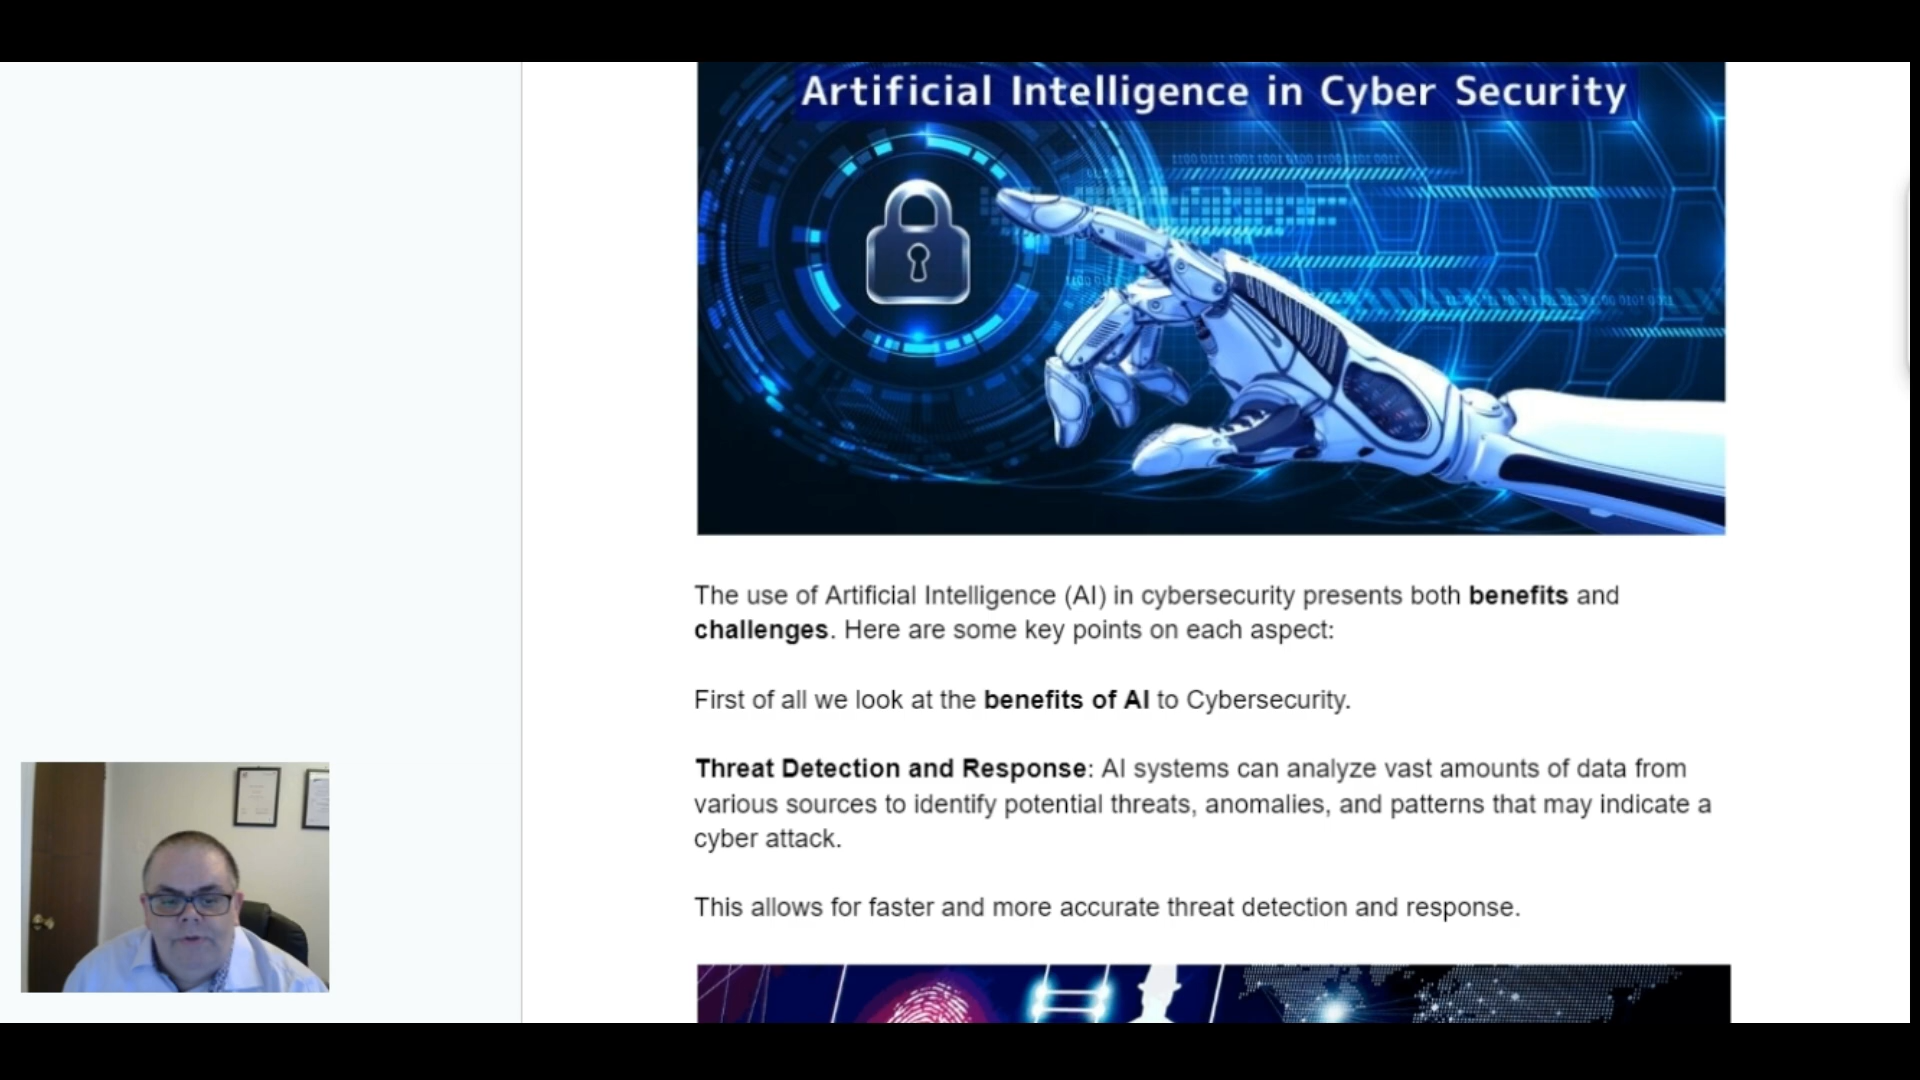 Artificial Intelligence in Cyber Security
The use of Artificial Intelligence (AI) in cybersecurity presents both benefits and
challenges. Here are some key points on each aspect:
First of all we look at the benefits of AI to Cybersecurity.
Threat Detection and Response: AI systems can analyze vast amounts of data from
various sources to identify potential threats, anomalies, and patterns that may indicate a
cyber attack.
This allows for faster and more accurate threat detection and response.